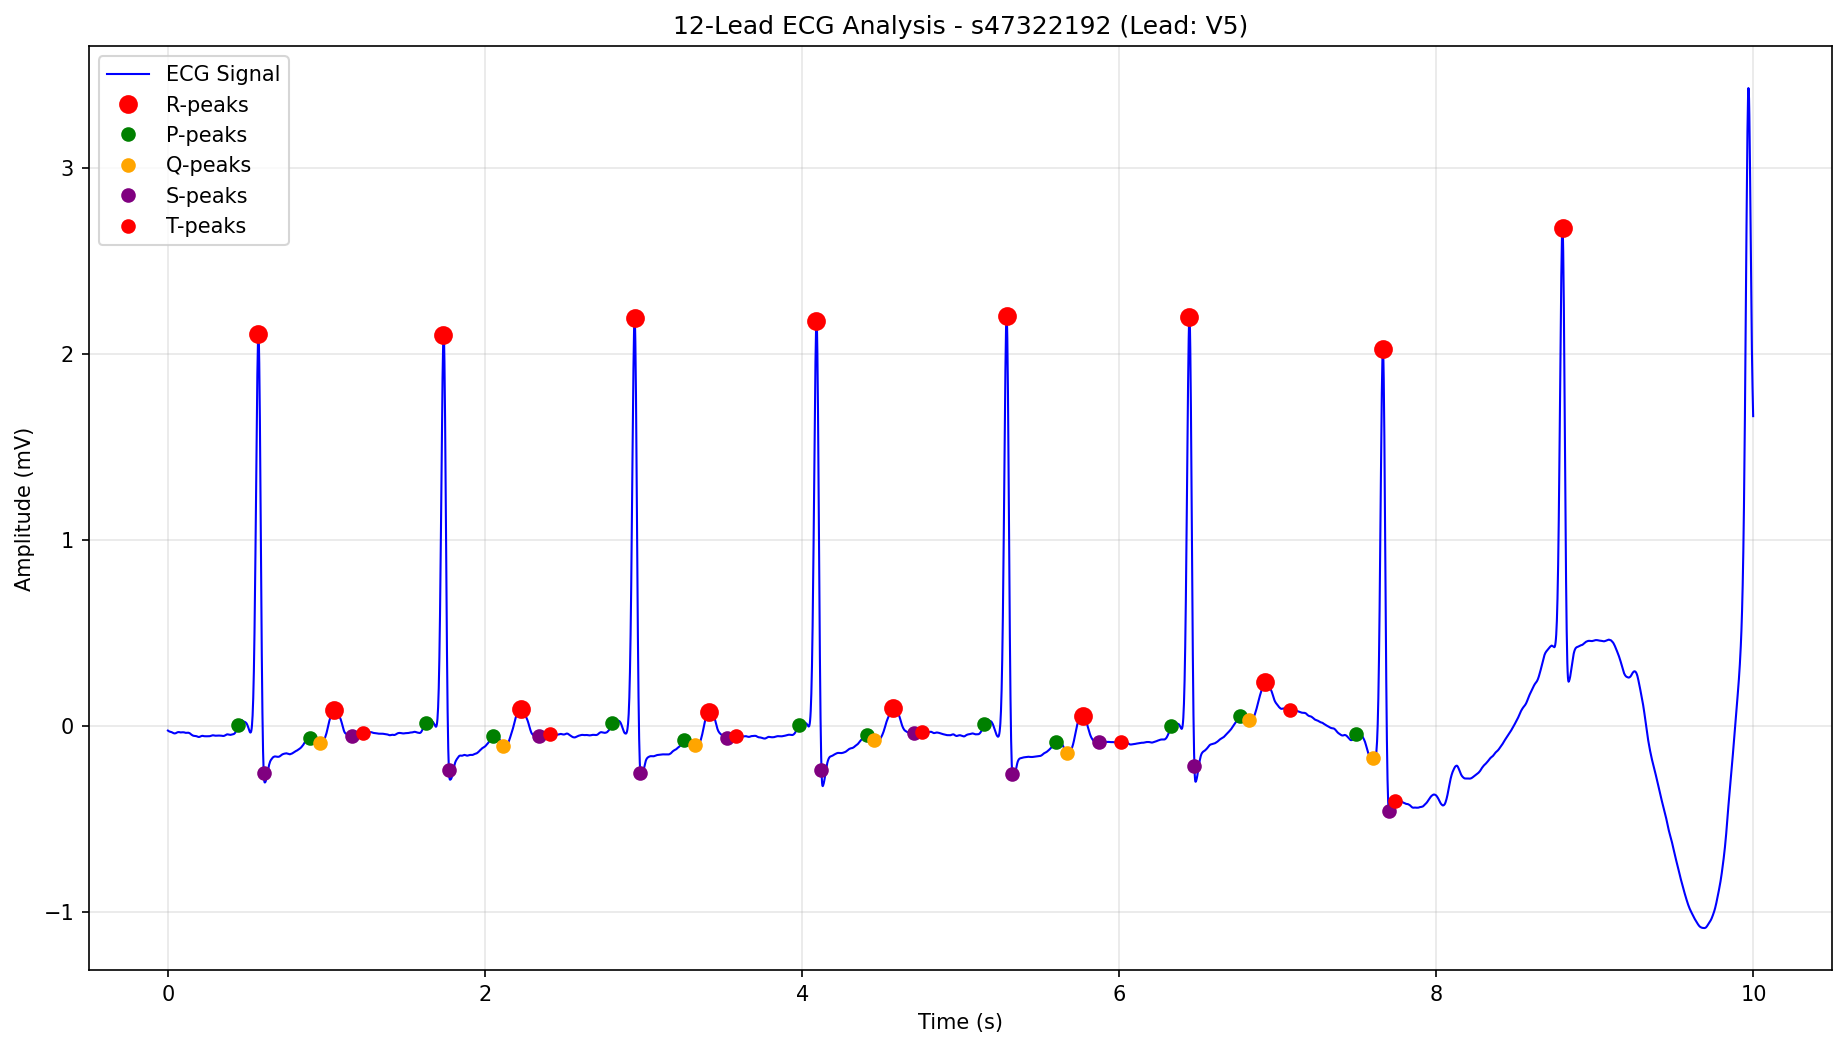 12-Lead ECG Analysis - s47322192 (Lead: V5)
ECG Signal
R-peaks
P-peaks
Q-peaks
S-peaks
T-peaks
Amplitude (mV)
3
2
1
0
−1
0 2 4 6 8 10
Time (s)